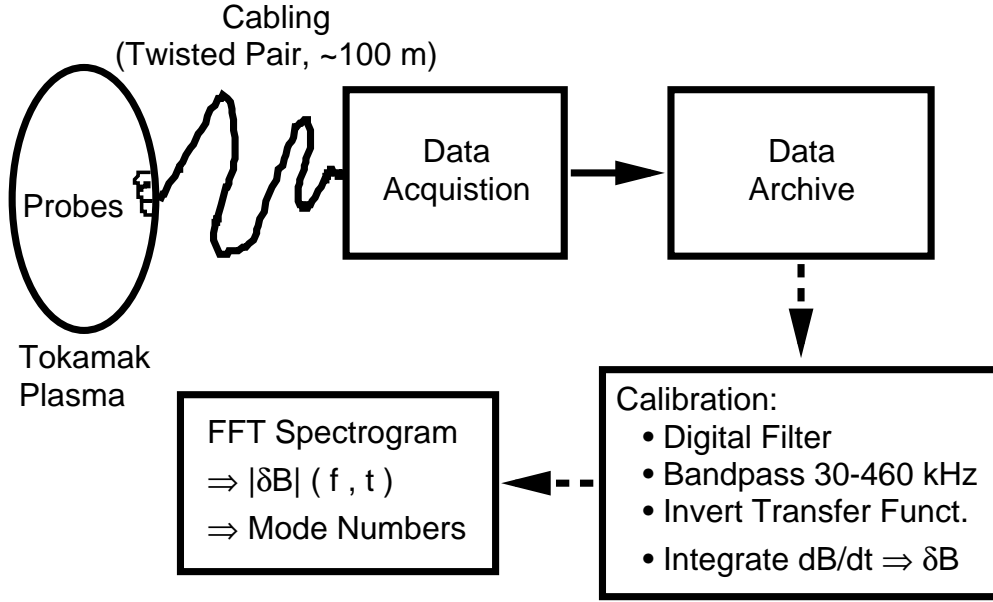 Cabling
(Twisted Pair, ~100 m)
Probes
Data
Acquistion
Data
Archive
Tokamak
Plasma
Calibration:
• Digital Filter
• Bandpass 30-460 kHz
• Invert Transfer Funct.
• Integrate dB/dt ⇒ δB
FFT Spectrogram
⇒ |δB| ( f , t )
⇒ Mode Numbers